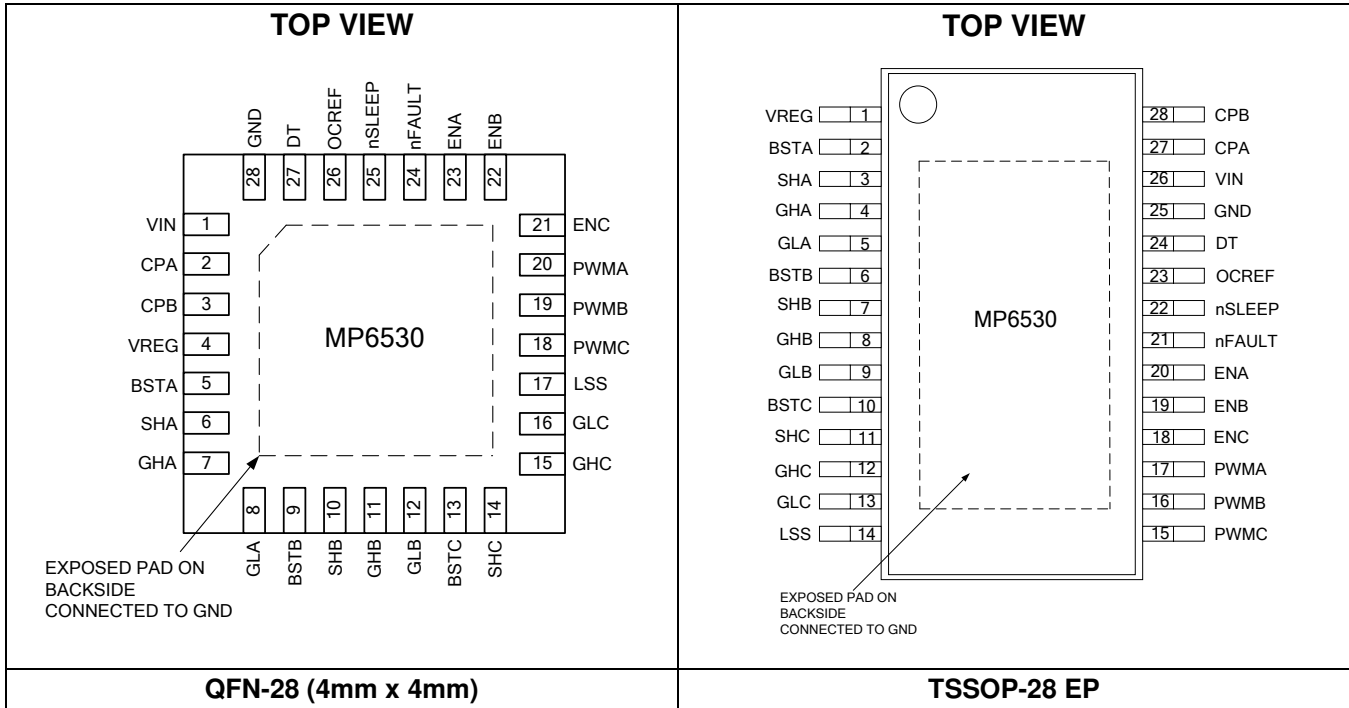 TOP VIEW
GND
DT
OCREF
nSLEEP
nFAULT
ENA
ENB
28
27
26
25
24
23
22
VIN 1
CPA 2
CPB 3
VREG 4
BSTA 5
SHA 6
GHA 7
21 ENC
20 PWMA
19 PWMB
18 PWMC
17 LSS
16 GLC
15 GHC
MP6530
8
9
10
11
12
13
14
GLA
BSTB
SHB
GHB
GLB
BSTC
SHC
EXPOSED PAD ON
BACKSIDE
CONNECTED TO GND
QFN-28 (4mm x 4mm)
TOP VIEW
VREG 1
BSTA 2
SHA 3
GHA 4
GLA 5
BSTB 6
SHB 7
GHB 8
GLB 9
BSTC 10
SHC 11
GHC 12
GLC 13
LSS 14
MP6530
28 CPB
27 CPA
26 VIN
25 GND
24 DT
23 OCREF
22 nSLEEP
21 nFAULT
20 ENA
19 ENB
18 ENC
17 PWMA
16 PWMB
15 PWMC
EXPOSED PAD ON
BACKSIDE
CONNECTED TO GND
TSSOP-28 EP